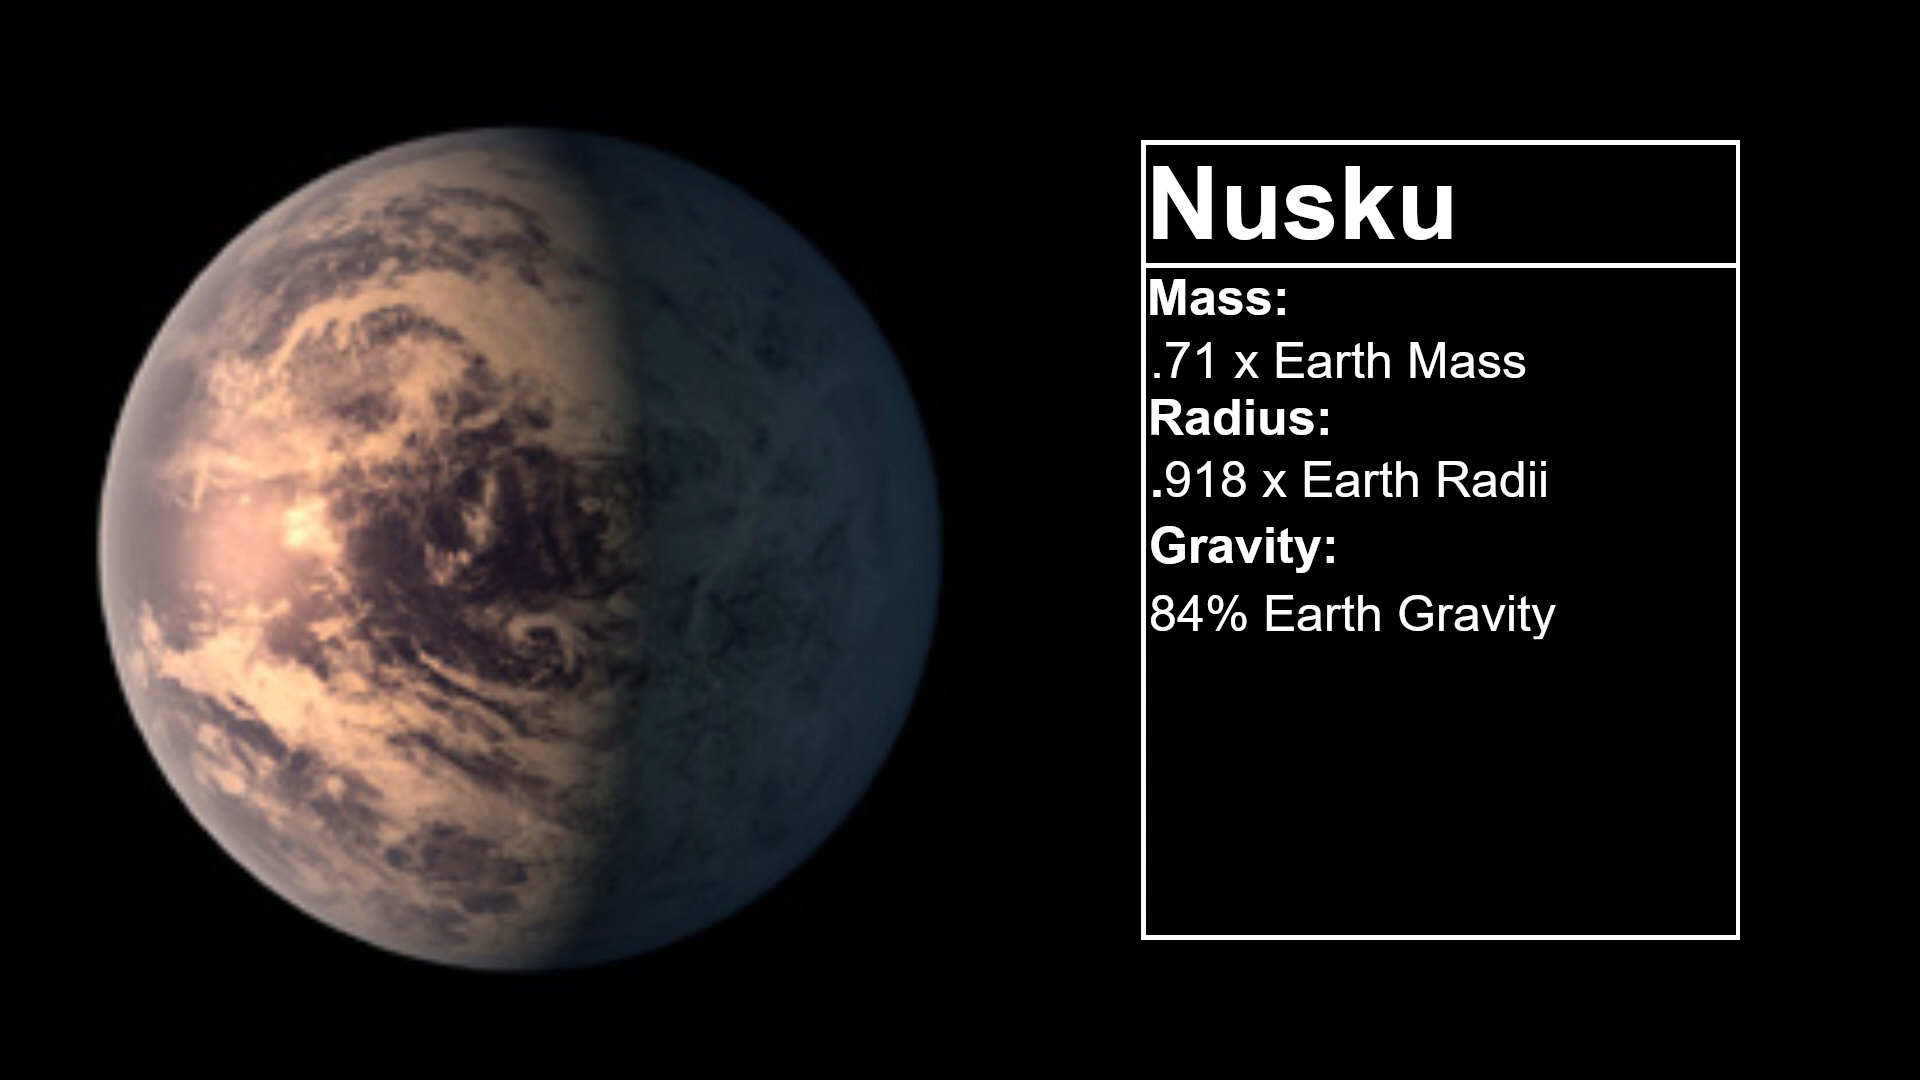 Nusku
Mass:
.71 x Earth Mass
Radius:
.918 x Earth Radii
Gravity:
84% Earth Gravity